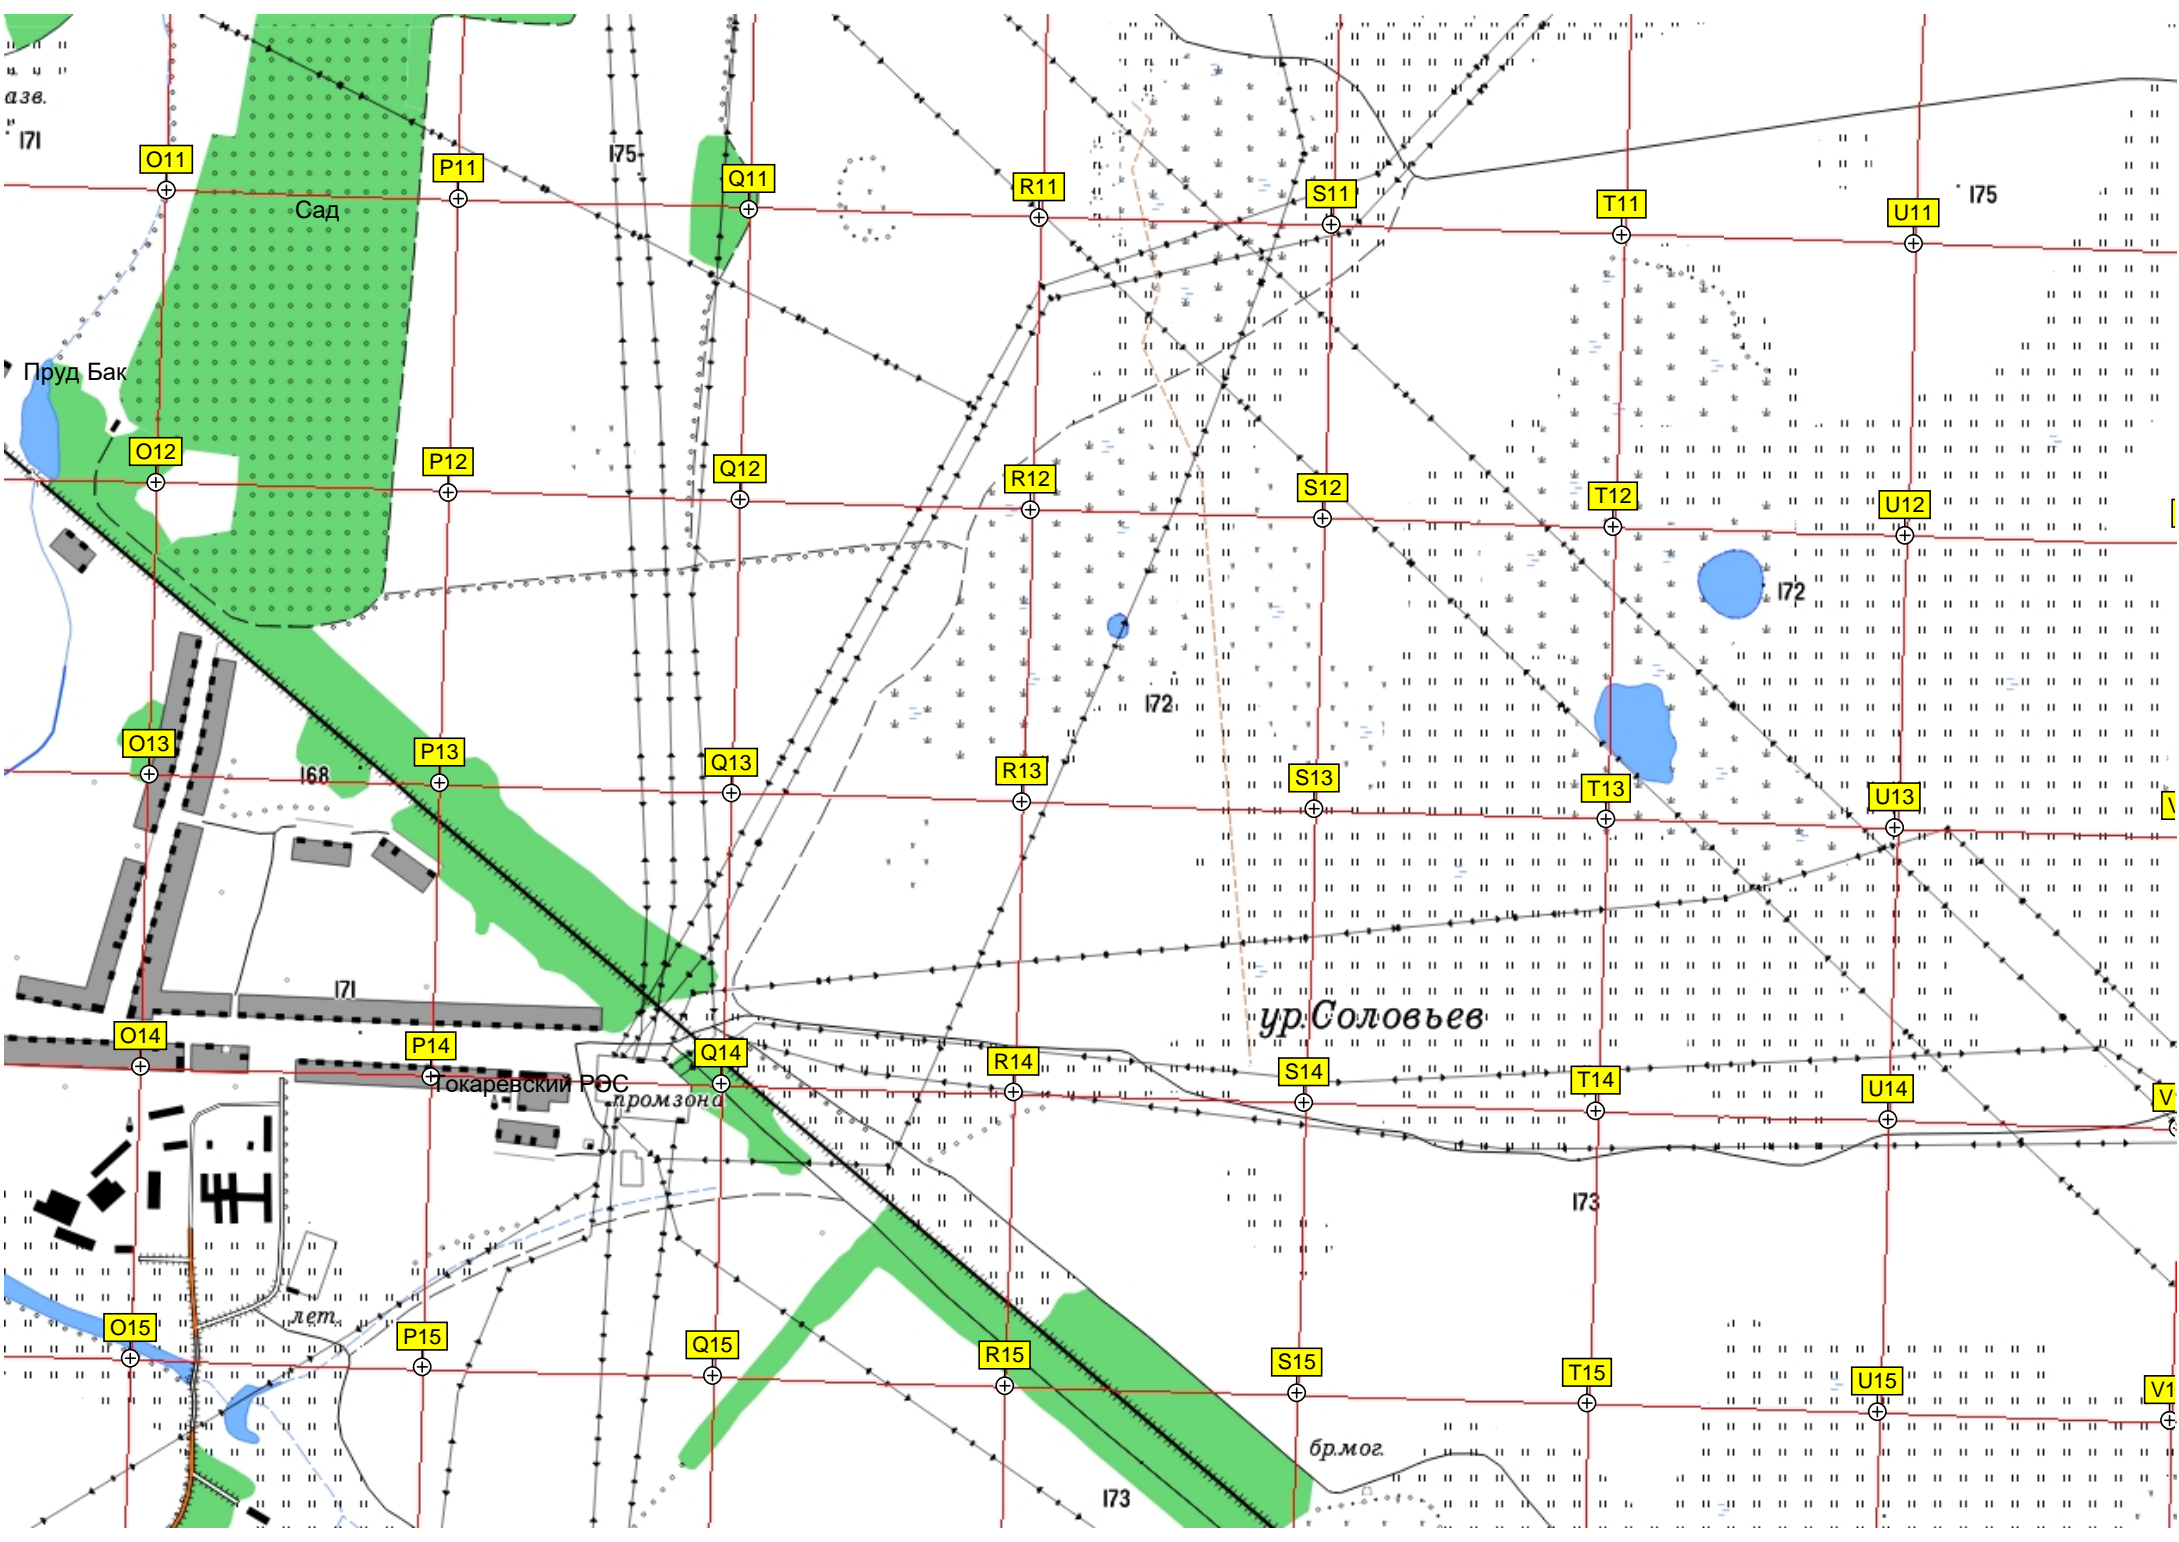 азв.
171
O11
P11
175
Q11
R11
S11
T11
U11
175
Сад
Пруд Бак
O12
P12
Q12
R12
S12
T12
U12
172
172
O13
168
P13
Q13
R13
S13
T13
U13
V
171
ур.Соловьев
O14
P14
Q14
R14
S14
T14
U14
V
Токаревский РЭС
промзона
173
лет.
O15
P15
Q15
R15
S15
T15
U15
V1
бр.мог.
173